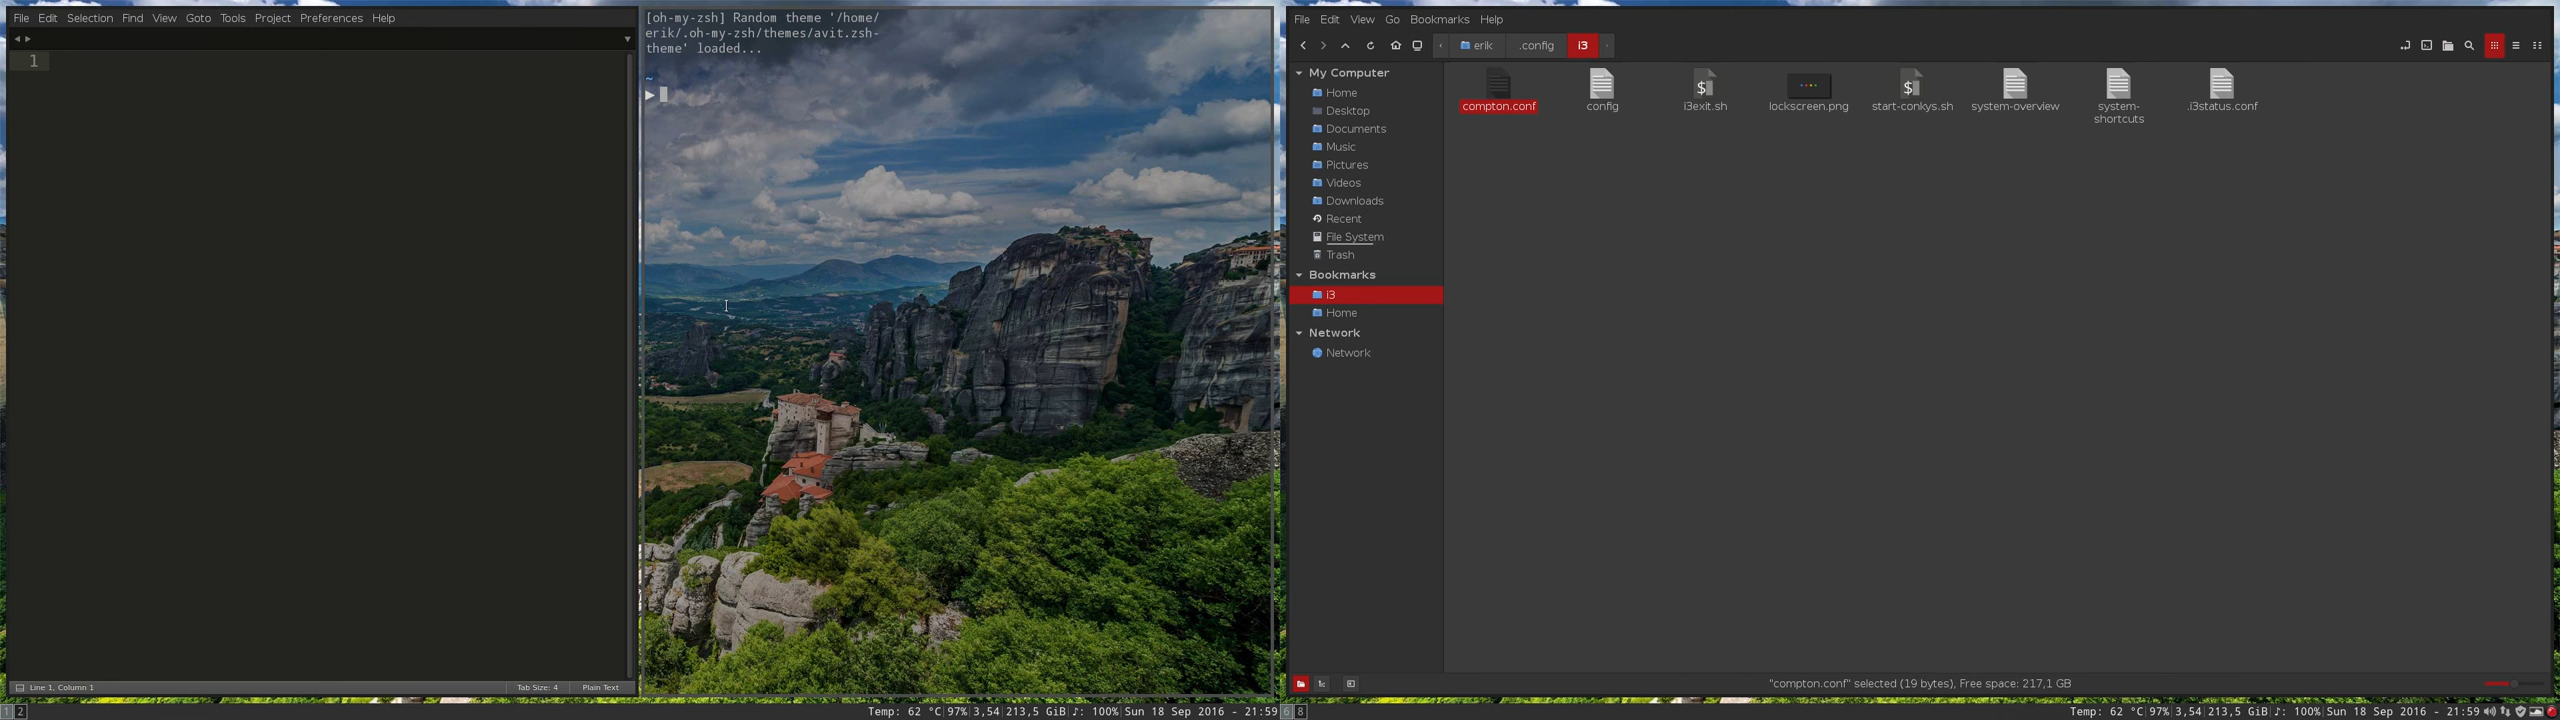 File Edit Selection Find View Goto Tools Project Preferences Help
1
Line 1, Column 1 Tab Size: 4 Plain Text
[oh-my-zsh] Random theme '/home/
erik/.oh-my-zsh/themes/avit.zsh-
theme' loaded...
~
▶
File Edit View Go Bookmarks Help
erik .config i3
My Computer
Home
Desktop
Documents
Music
Pictures
Videos
Downloads
Recent
File System
Trash
Bookmarks
i3
Home
Network
Network
compton.conf config i3exit.sh lockscreen.png start-conkys.sh system-overview system-shortcuts .i3status.conf
"compton.conf" selected (19 bytes), Free space: 217,1 GB
1 2 Temp: 62 °C|97%|3,54|213,5 GiB|♪: 100%|Sun 18 Sep 2016 - 21:59
6 8 Temp: 62 °C|97%|3,54|213,5 GiB|♪: 100%|Sun 18 Sep 2016 - 21:59